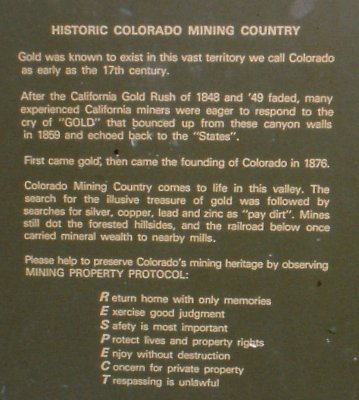 HISTORIC COLORADO MINING COUNTRY
Gold was known to exist in this vast territory we call Colorado
as early as the 17th century.
After the California Gold Rush of 1848 and '49 faded, many
experienced California miners were eager to respond to the
cry of "GOLD" that bounced up from these canyon walls
in 1859 and echoed back to the "States".
First came gold, then came the founding of Colorado in 1876.
Colorado Mining Country comes to life in this valley. The
search for the illusive treasure of gold was followed by
searches for silver, copper, lead and zinc as "pay dirt". Mines
still dot the forested hillsides, and the railroad below once
carried mineral wealth to nearby mills.
Please help to preserve Colorado's mining heritage by observing
MINING PROPERTY PROTOCOL:
Return home with only memories
Exercise good judgment
Safety is most important
Protect lives and property rights
Enjoy without destruction
Concern for private property
Trespassing is unlawful